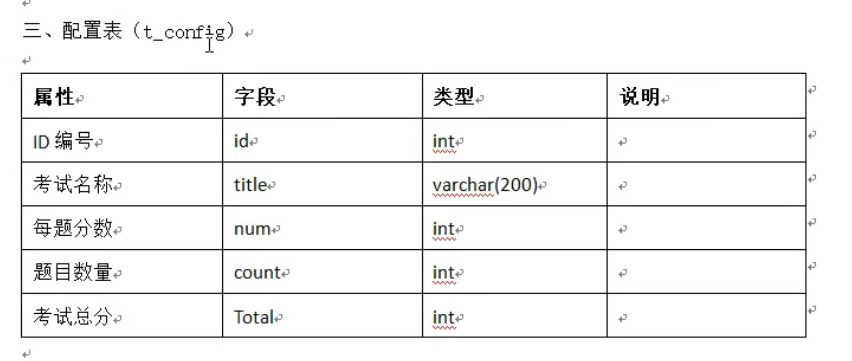 三、配置表（t_config）
属性 字段 类型 说明
ID 编号 id int
考试名称 title varchar(200)
每题分数 num int
题目数量 count int
考试总分 Total int